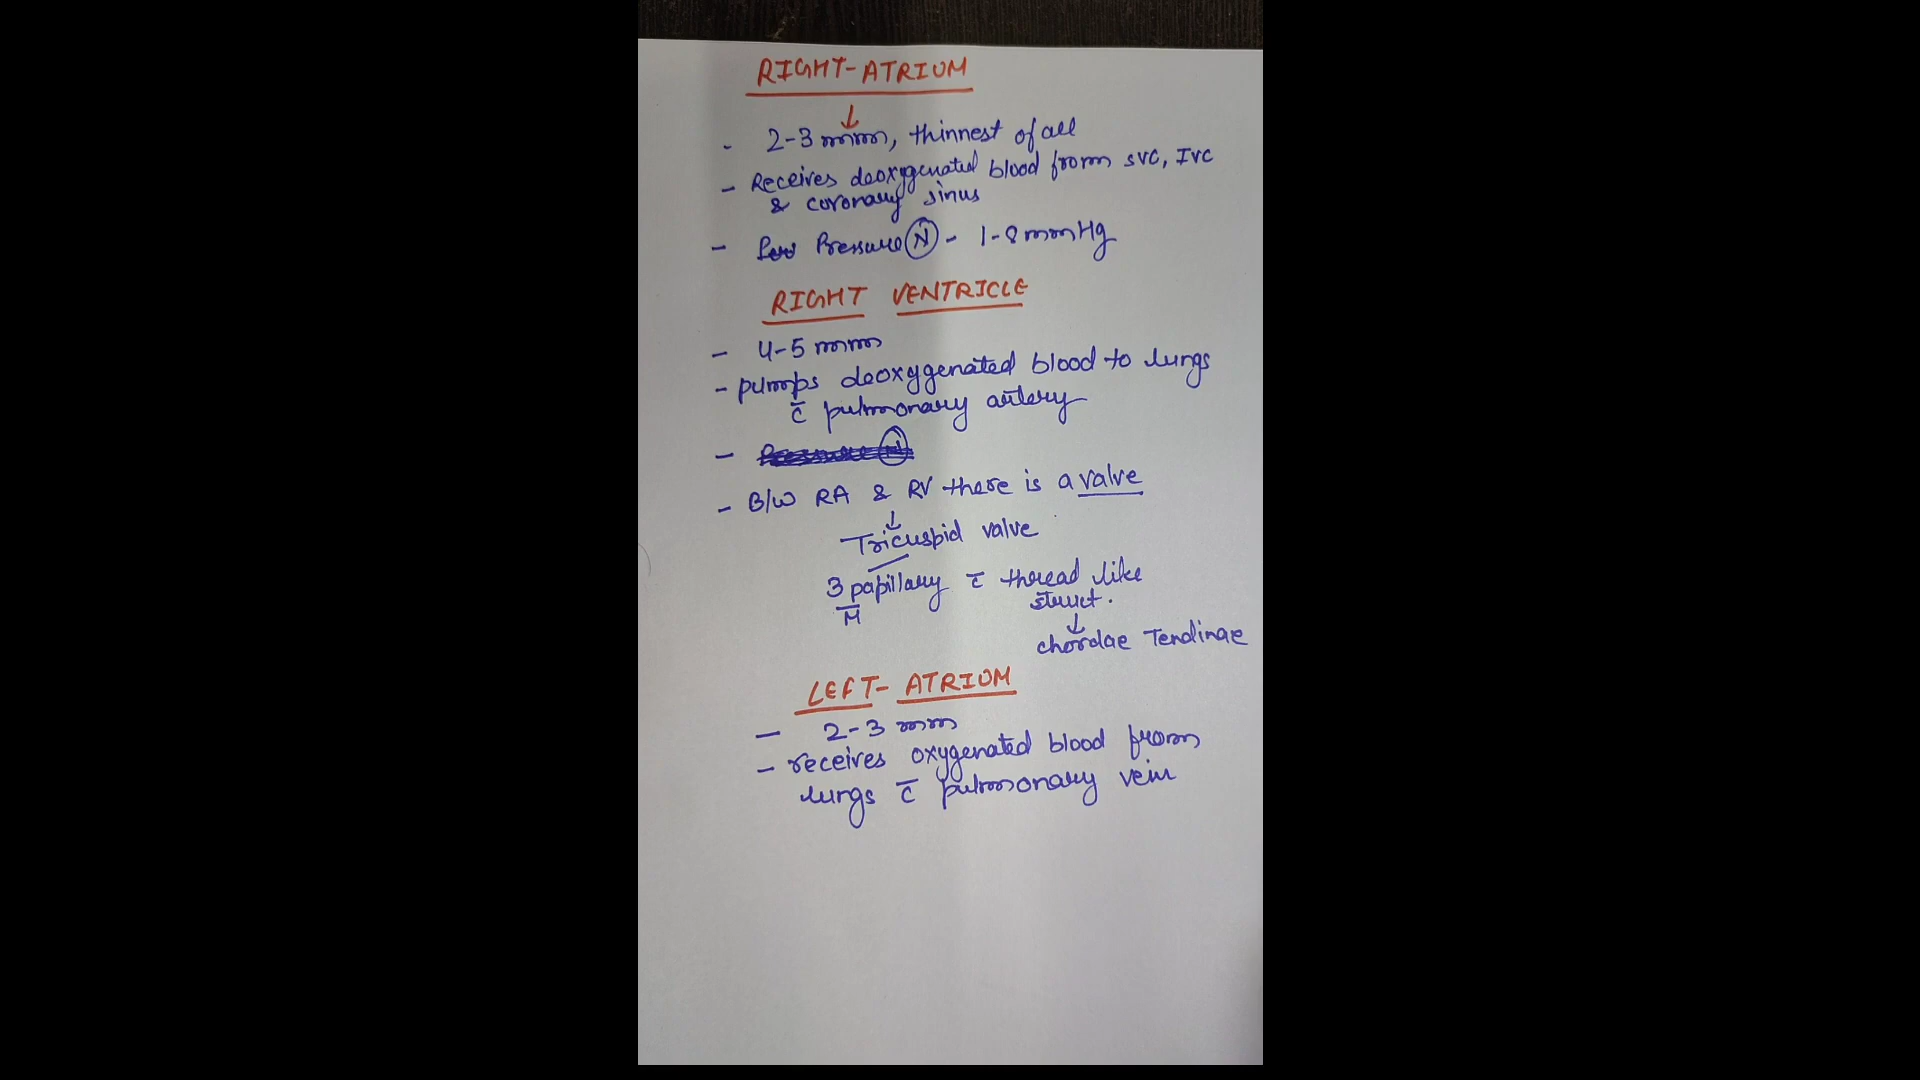 RIGHT-ATRIUM
↓
- 2-3 mm, thinnest of all
- Receives deoxygenated blood from SVC, IVC
& coronary sinus
- Pressure Ⓝ - 1-8 mmHg
RIGHT VENTRICLE
- 4-5 mm
- pumps deoxygenated blood to lungs
c̄ pulmonary artery
-
- B/W RA & RV there is a valve
↓
Tricuspid valve
3 papillary c̄ thread like
M struct.
↓
chordae Tendinae
LEFT- ATRIUM
- 2-3 mm
- receives oxygenated blood from
lungs c̄ pulmonary vein